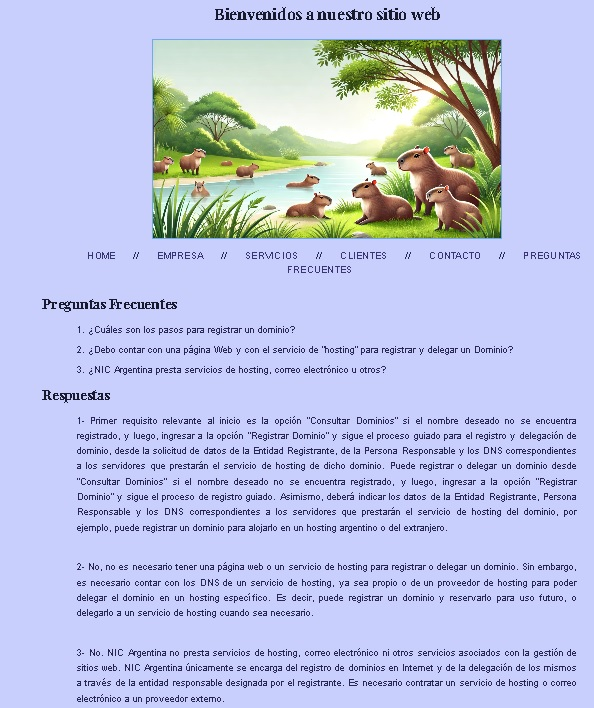 Bienvenidos a nuestro sitio web
HOME // EMPRESA // SERVICIOS // CLIENTES // CONTACTO // PREGUNTAS
FRECUENTES
Preguntas Frecuentes
1. ¿Cuáles son los pasos para registrar un dominio?
2. ¿Debo contar con una página Web y con el servicio de "hosting" para registrar y delegar un Dominio?
3. ¿NIC Argentina presta servicios de hosting, correo electrónico u otros?
Respuestas
1- Primer requisito relevante al inicio es la opción "Consultar Dominios" si el nombre deseado no se encuentra
registrado, y luego, ingresar a la opción "Registrar Dominio" y sigue el proceso guiado para el registro y delegación de
dominio, desde la solicitud de datos de la Entidad Registrante, de la Persona Responsable y los DNS correspondientes
a los servidores que prestarán el servicio de hosting de dicho dominio. Puede registrar o delegar un dominio desde
"Consultar Dominios" si el nombre deseado no se encuentra registrado, y luego, ingresar a la opción "Registrar
Dominio" y sigue el proceso de registro guiado. Asimismo, deberá indicar los datos de la Entidad Registrante, Persona
Responsable y los DNS correspondientes a los servidores que prestarán el servicio de hosting del dominio, por
ejemplo, puede registrar un dominio para alojarlo en un hosting argentino o del extranjero.
2- No, no es necesario tener una página web o un servicio de hosting para registrar o delegar un dominio. Sin embargo,
es necesario contar con los DNS de un servicio de hosting, ya sea propio o de un proveedor de hosting para poder
delegar el dominio en un hosting específico. Es decir, puede registrar un dominio y reservarlo para uso futuro, o
delegarlo a un servicio de hosting cuando sea necesario.
3- No. NIC Argentina no presta servicios de hosting, correo electrónico ni otros servicios asociados con la gestión de
sitios web. NIC Argentina únicamente se encarga del registro de dominios en Internet y de la delegación de los mismos
a través de la entidad responsable designada por el registrante. Es necesario contratar un servicio de hosting o correo
electrónico a un proveedor externo.